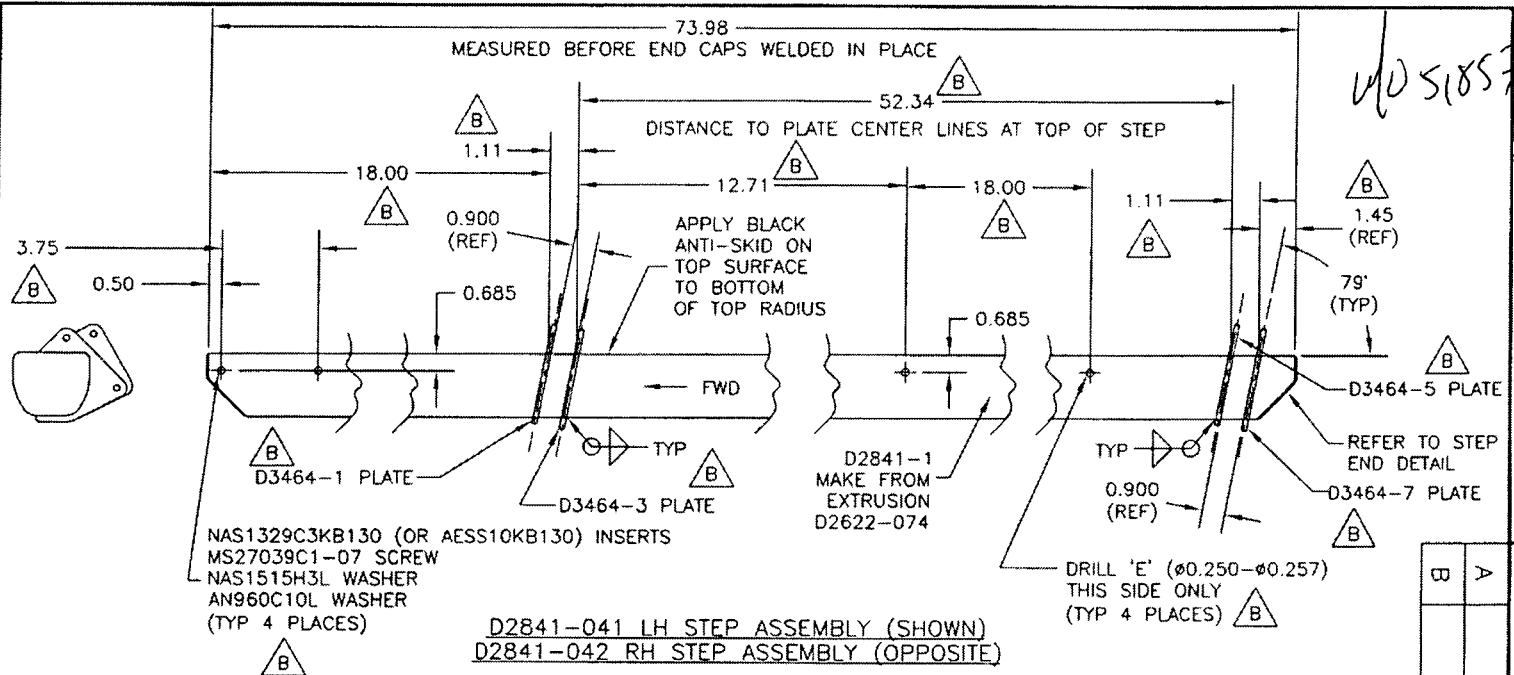 73.98
MEASURED BEFORE END CAPS WELDED IN PLACE
B
52.34
DISTANCE TO PLATE CENTER LINES AT TOP OF STEP
B
1.11
B
18.00
B
12.71
18.00
B
1.11
B
B
1.45
(REF)
3.75
B
0.50
0.900
(REF)
APPLY BLACK
ANTI-SKID ON
TOP SURFACE
TO BOTTOM
OF TOP RADIUS
79°
(TYP)
0.685
0.685
B
FWD
D3464-5 PLATE
B
D3464-1 PLATE
TYP
B
D3464-3 PLATE
D2841-1
MAKE FROM
EXTRUSION
D2622-074
TYP
0.900
(REF)
REFER TO STEP
END DETAIL
D3464-7 PLATE
B
NAS1329C3KB130 (OR AESS10KB130) INSERTS
MS27039C1-07 SCREW
NAS1515H3L WASHER
AN960C10L WASHER
(TYP 4 PLACES)
B
DRILL 'E' (ø0.250-ø0.257)
THIS SIDE ONLY
(TYP 4 PLACES)
B
D2841-041 LH STEP ASSEMBLY (SHOWN)
D2841-042 RH STEP ASSEMBLY (OPPOSITE)
A
B